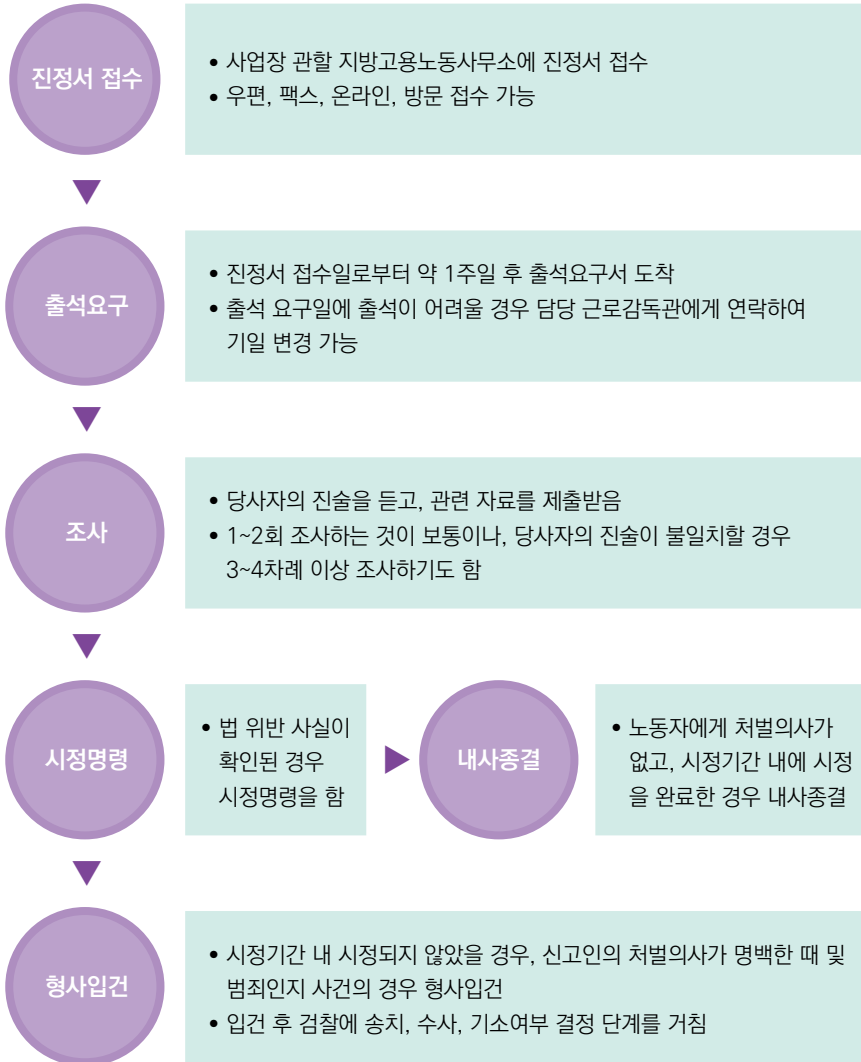 진정서 접수
• 사업장 관할 지방고용노동사무소에 진정서 접수
• 우편, 팩스, 온라인, 방문 접수 가능
출석요구
• 진정서 접수일로부터 약 1주일 후 출석요구서 도착
• 출석 요구일에 출석이 어려울 경우 담당 근로감독관에게 연락하여
기일 변경 가능
조사
• 당사자의 진술을 듣고, 관련 자료를 제출받음
• 1~2회 조사하는 것이 보통이나, 당사자의 진술이 불일치할 경우
3~4차례 이상 조사하기도 함
시정명령
• 법 위반 사실이
확인된 경우
시정명령을 함
내사종결
• 노동자에게 처벌의사가
없고, 시정기간 내에 시정
을 완료한 경우 내사종결
형사입건
• 시정기간 내 시정되지 않았을 경우, 신고인의 처벌의사가 명백한 때 및
범죄인지 사건의 경우 형사입건
• 입건 후 검찰에 송치, 수사, 기소여부 결정 단계를 거침